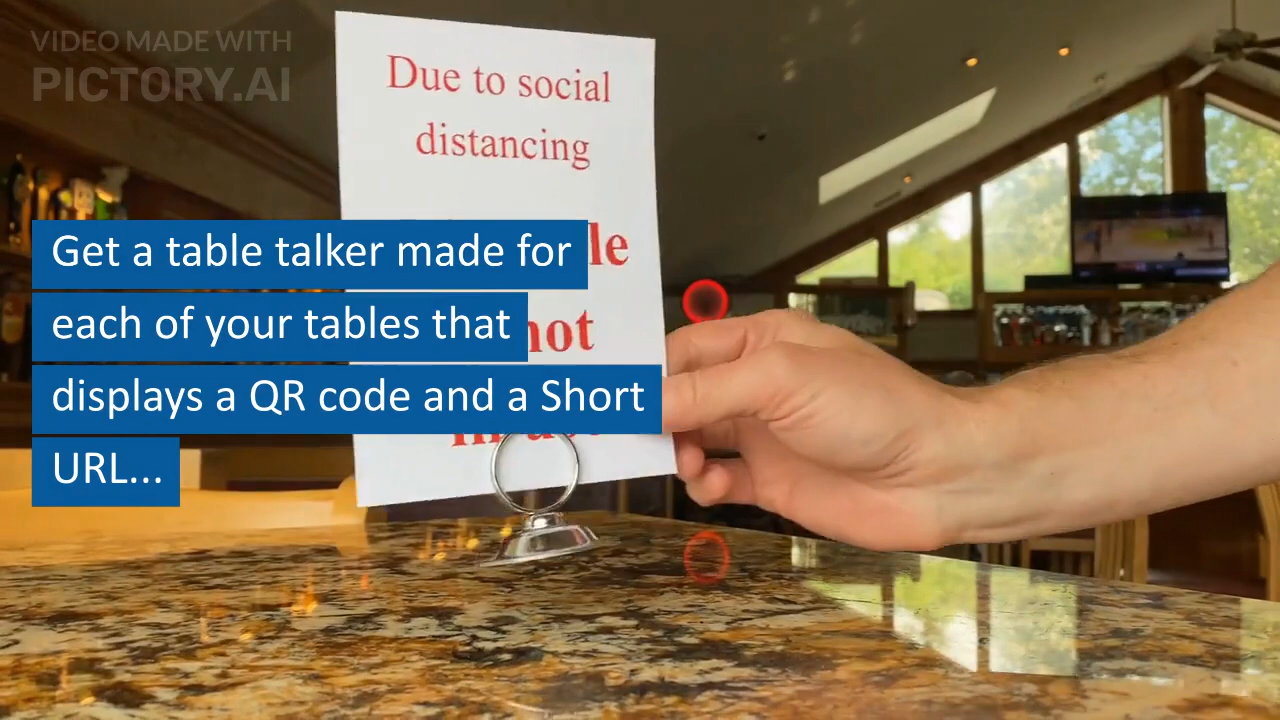 VIDEO MADE WITH
PICTORY.AI
Due to social
distancing
Get a table talker made for
each of your tables that
displays a QR code and a Short
URL...